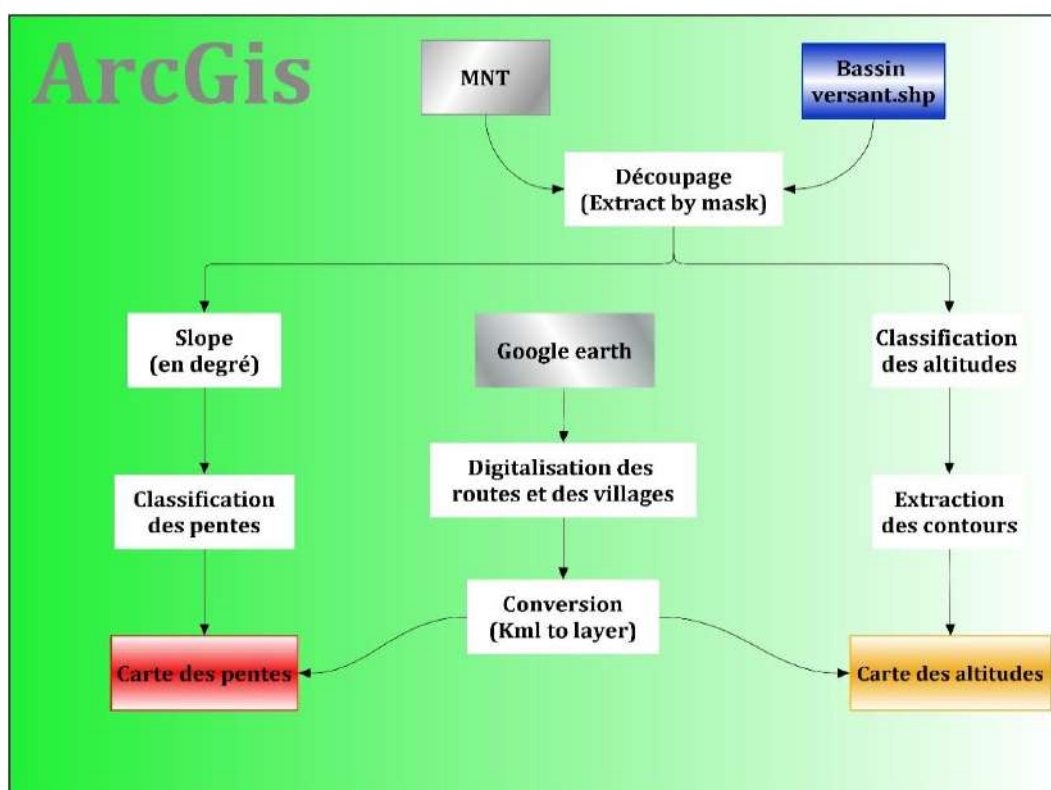 ArcGis
MNT
Bassin
versant.shp
Découpage
(Extract by mask)
Slope
(en degré)
Google earth
Classification
des altitudes
Classification
des pentes
Digitalisation des
routes et des villages
Extraction
des contours
Conversion
(Kml to layer)
Carte des pentes
Carte des altitudes